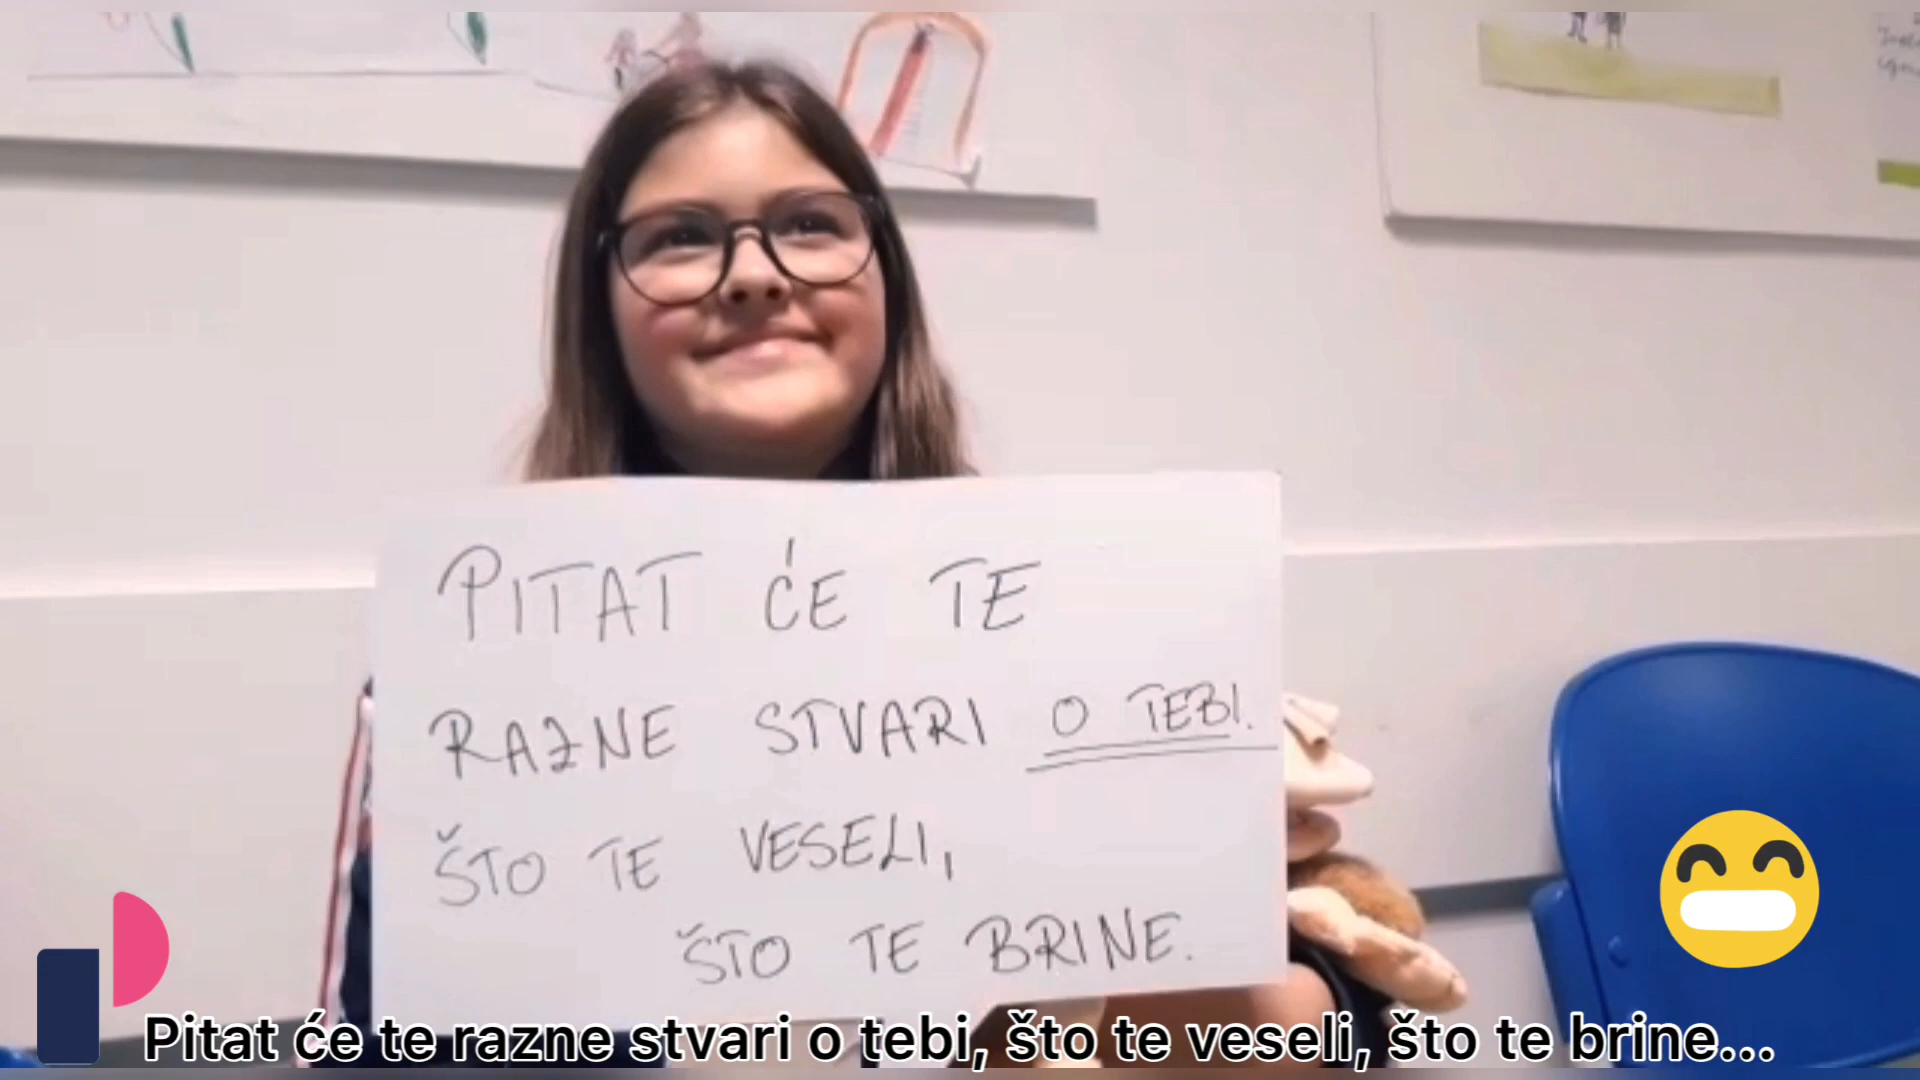 PITAT ĆE TE
RAZNE STVARI O TEBI.
ŠTO TE VESELI,
ŠTO TE BRINE.
Pitat će te razne stvari o tebi, što te veseli, što te brine...